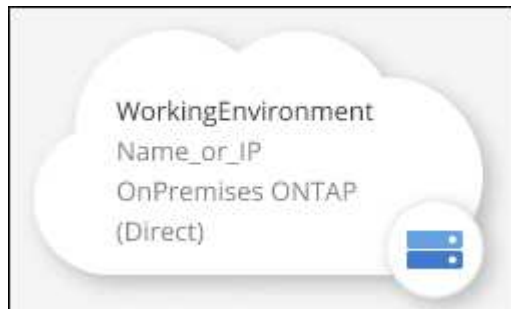 WorkingEnvironment
Name_or_IP
OnPremises ONTAP
(Direct)